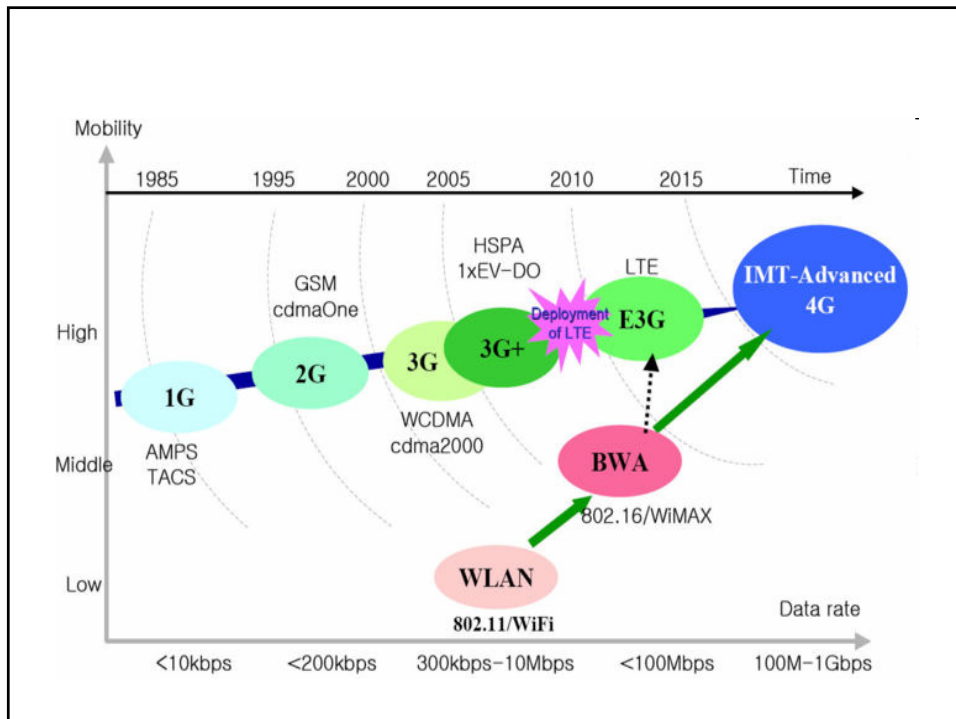 Mobility
1985 1995 2000 2005 2010 2015 Time
HSPA
1xEV-DO
GSM
cdmaOne
LTE
IMT-Advanced
4G
High
Deployment
of LTE
E3G
3G+
3G
2G
1G
WCDMA
cdma2000
AMPS
TACS
Middle
BWA
802.16/WiMAX
Low
WLAN
802.11/WiFi
Data rate
<10kbps <200kbps 300kbps-10Mbps <100Mbps 100M-1Gbps